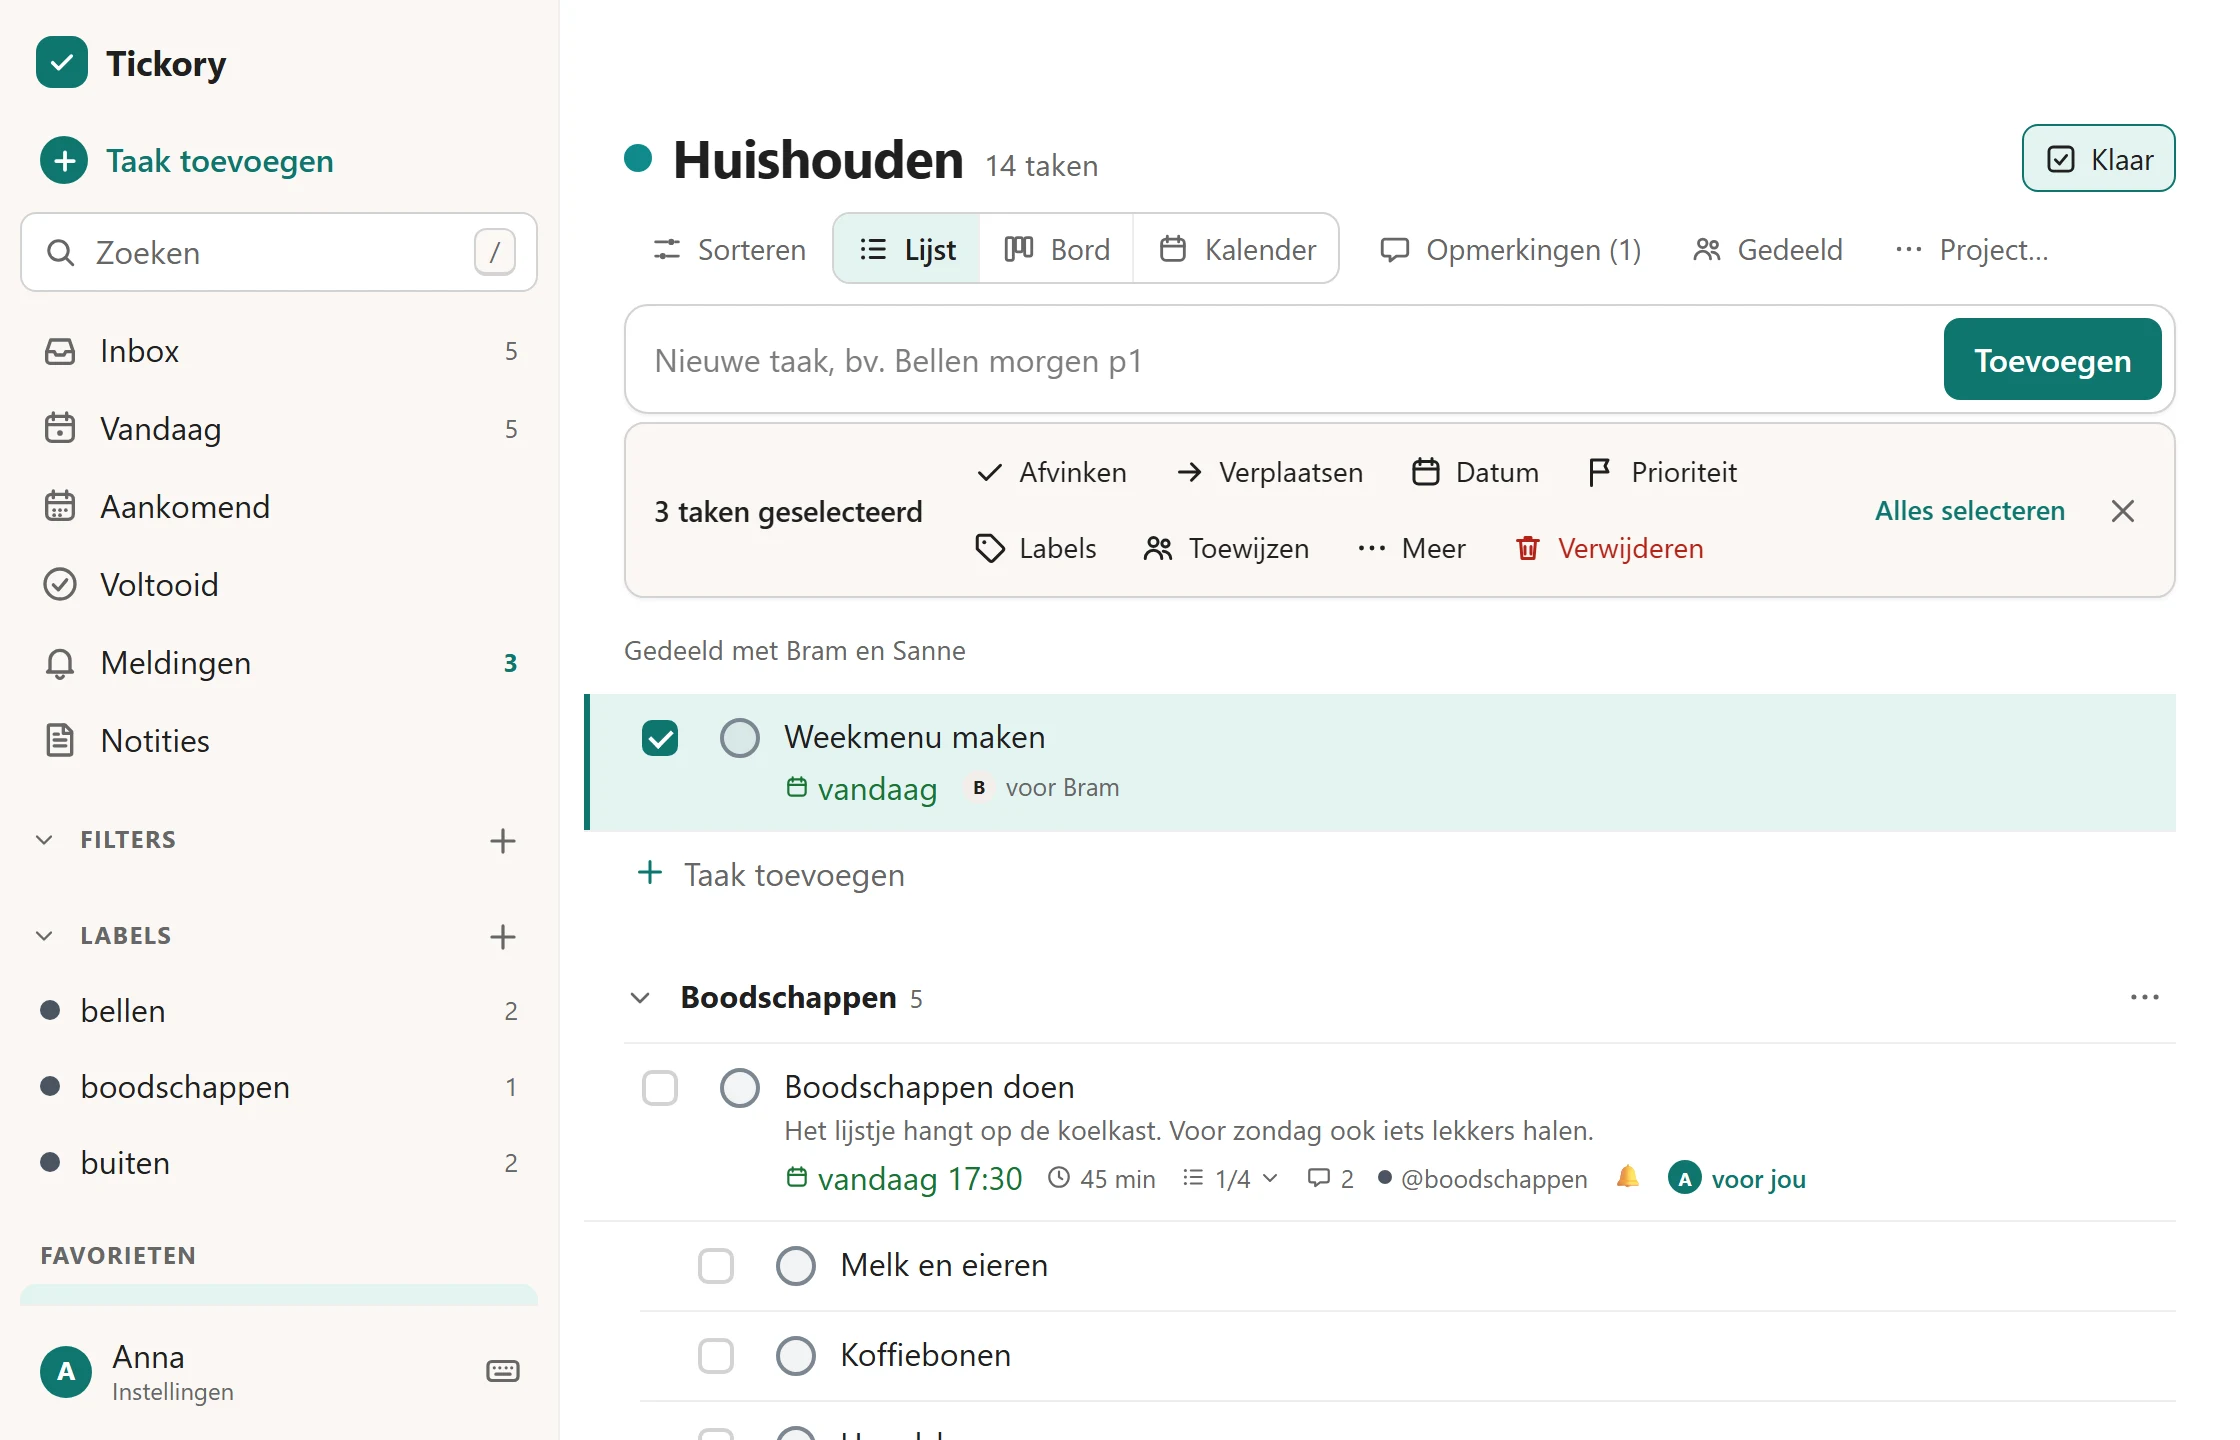 Tickory
Taak toevoegen
Zoeken /
Inbox 5
Vandaag 5
Aankomend
Voltooid
Meldingen 3
Notities
FILTERS
LABELS
bellen 2
boodschappen 1
buiten 2
FAVORIETEN
A Anna
Instellingen
Huishouden 14 taken
Klaar
Sorteren Lijst Bord Kalender Opmerkingen (1) Gedeeld Project...
Nieuwe taak, bv. Bellen morgen p1 Toevoegen
3 taken geselecteerd
Afvinken Verplaatsen Datum Prioriteit
Labels Toewijzen Meer Verwijderen
Alles selecteren
Gedeeld met Bram en Sanne
Weekmenu maken
vandaag B voor Bram
Taak toevoegen
Boodschappen 5
Boodschappen doen
Het lijstje hangt op de koelkast. Voor zondag ook iets lekkers halen.
vandaag 17:30 45 min 1/4 2 @boodschappen A voor jou
Melk en eieren
Koffiebonen